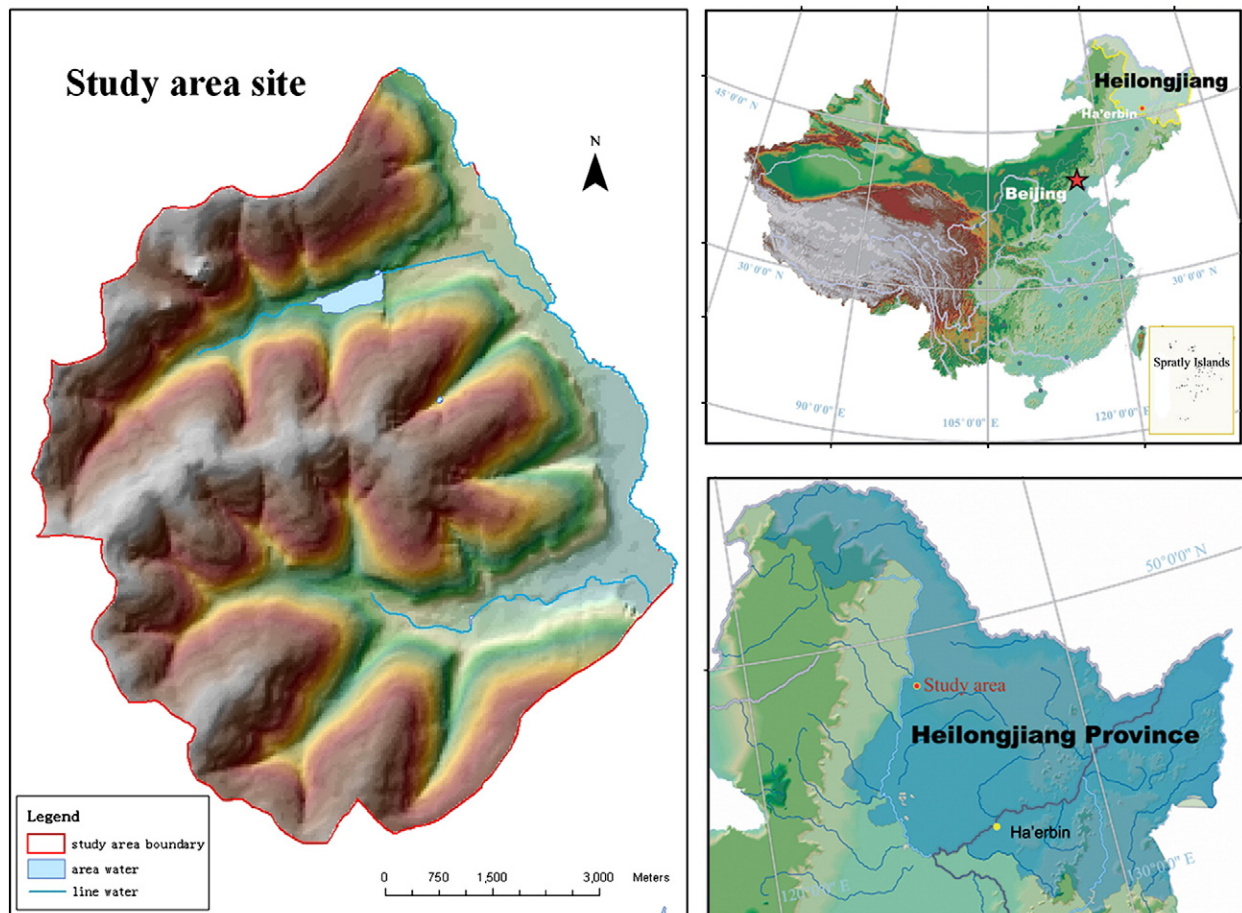 Study area site
N
Legend
study area boundary
area water
line water
0 750 1,500 3,000 Meters
Heilongjiang
Ha'erbin
Beijing
45°0'0" N
30°0'0" N
30°0'0" N
90°0'0" E
105°0'0" E
120°0'0" E
Spratly Islands
50°0'0" N
Study area
Heilongjiang Province
Ha'erbin
120°0'0" E
130°0'0" E